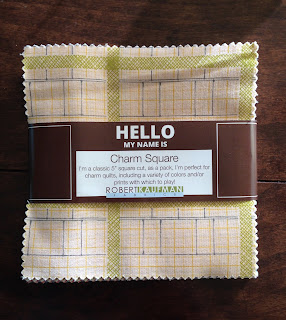 HELLO
MY NAME IS
Charm Square
I'm a classic 5" square cut, as a pack, I'm perfect for
charm quilts, including a variety of colors and/or
prints with which to play!
ROBERT KAUFMAN